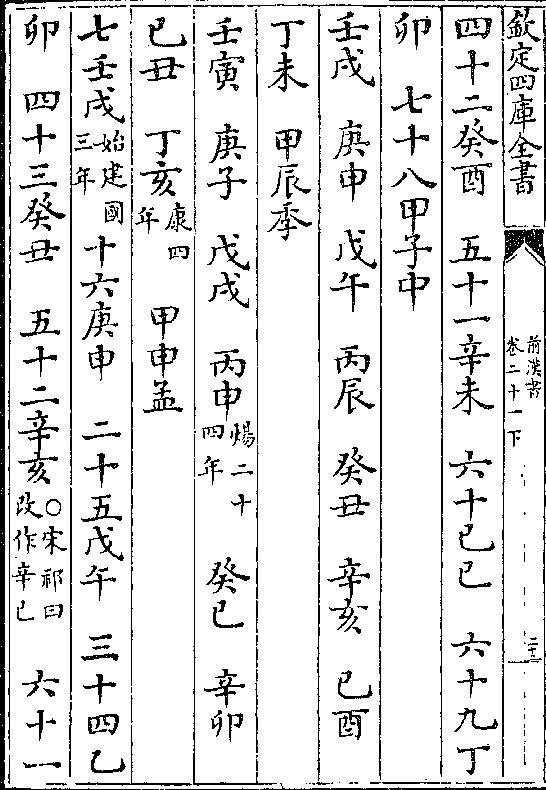 欽定四庫全書
前漢書
卷二十一下
二十三
四十二癸酉 五十一辛未 六十己巳 六十九丁
卯 七十八甲子中
壬戌 庚申 戊午 丙辰 癸丑 辛亥 己酉
丁未 甲辰季
壬寅 庚子 戊戌 丙申煬二十四年 癸巳 辛卯
已丑 丁亥康四年 甲申孟
七壬戌始建國三年 十六庚申 二十五戊午 三十四乙
卯 四十三癸丑 五十二辛亥○宋祁曰改作辛巳 六十一